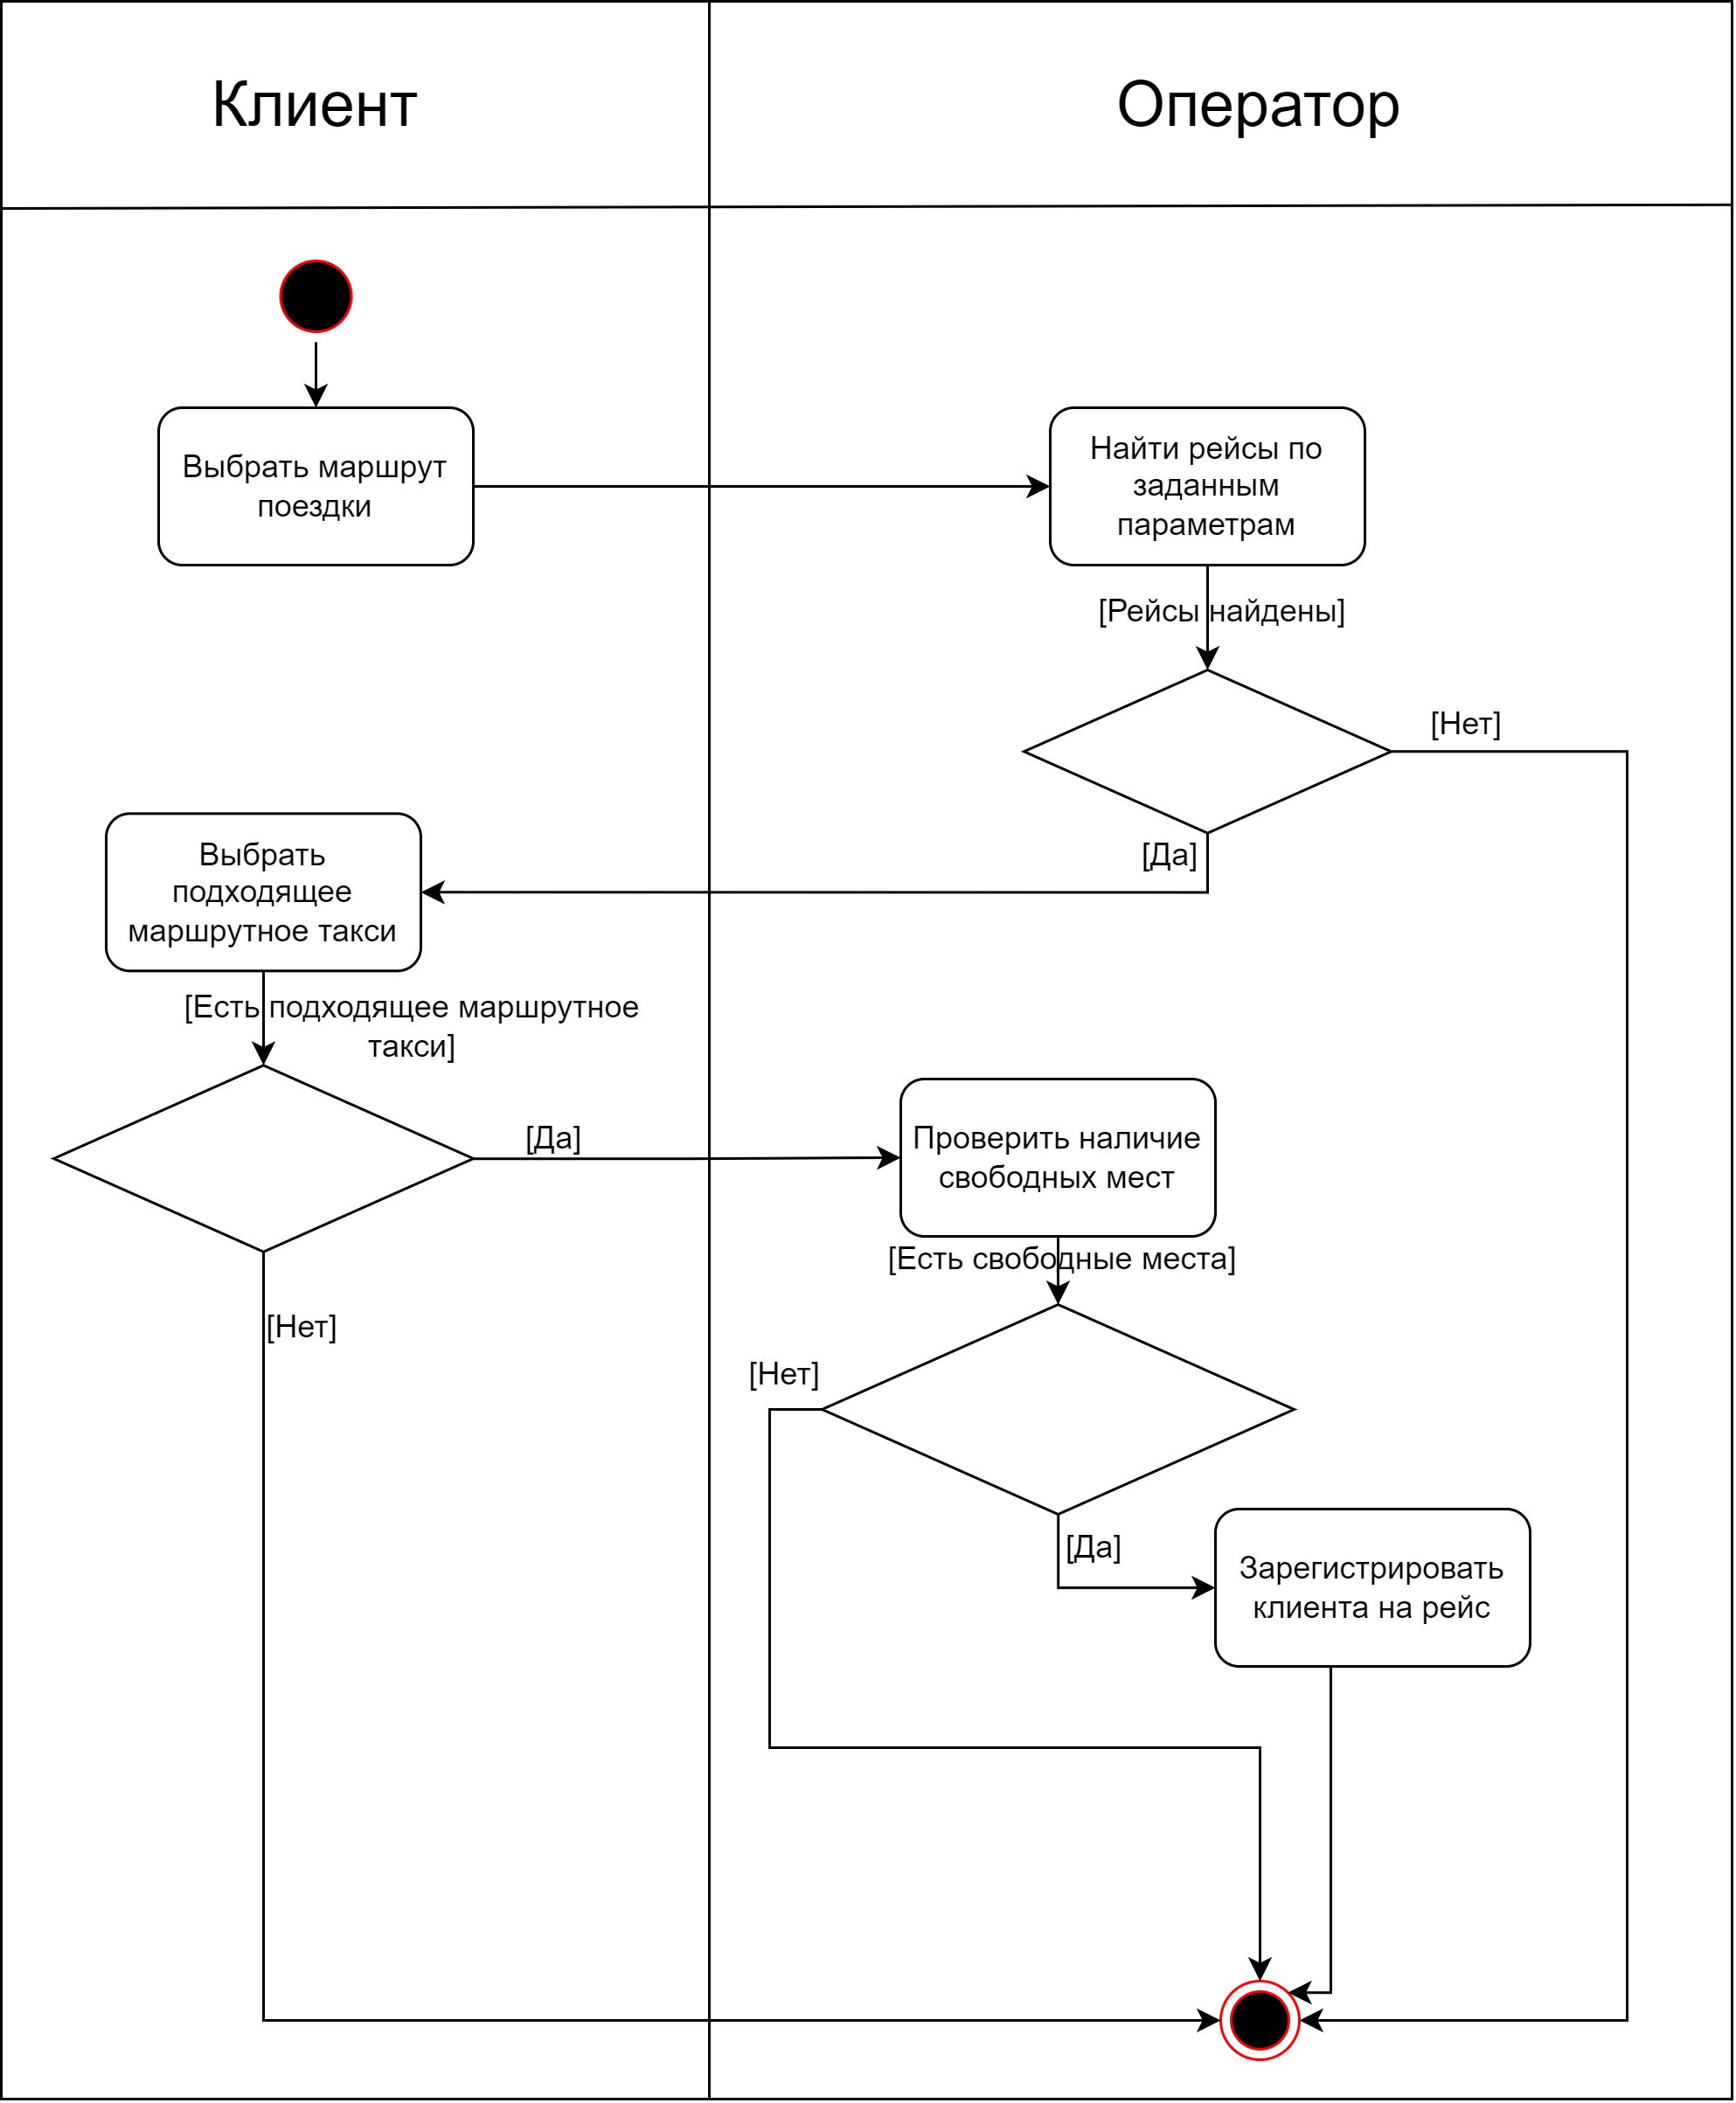 Клиент
Оператор
Выбрать маршрут
поездки
Найти рейсы по
заданным
параметрам
[Рейсы найдены]
[Нет]
[Да]
Выбрать
подходящее
маршрутное такси
[Есть подходящее маршрутное
такси]
[Да]
Проверить наличие
свободных мест
[Есть свободные места]
[Нет]
[Нет]
[Да]
Зарегистрировать
клиента на рейс